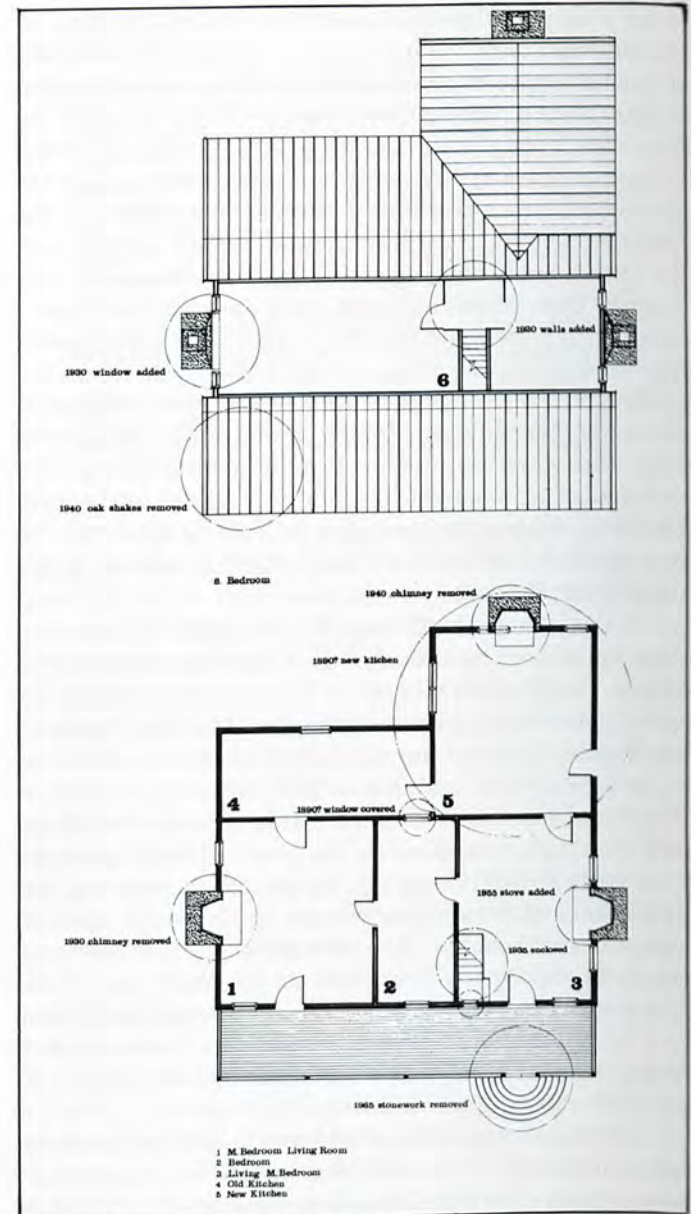 1930 walls added
1930 window added
6
1940 oak shakes removed
6. Bedroom
1940 chimney removed
1890? new kitchen
4
5
1890? window covered
1955 stove added
1930 chimney removed
1935 enclosed
1
2
3
1965 stonework removed
1 M. Bedroom Living Room
2 Bedroom
3 Living M. Bedroom
4 Old Kitchen
5 New Kitchen